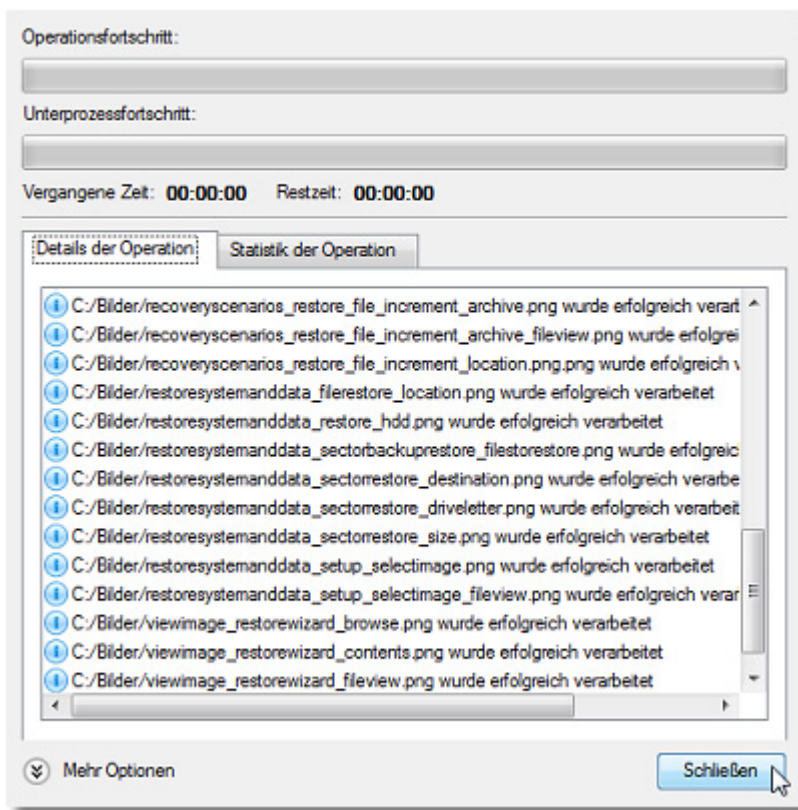 Operationsfortschritt:
Unterprozessfortschritt:
Vergangene Zeit: 00:00:00 Restzeit: 00:00:00
Details der Operation Statistik der Operation
C:/Bilder/recoveryscenarios_restore_file_increment_archive.png wurde erfolgreich verart
C:/Bilder/recoveryscenarios_restore_file_increment_archive_fileview.png wurde erfolgrei
C:/Bilder/recoveryscenarios_restore_file_increment_location.png.png wurde erfolgreich v
C:/Bilder/restoresystemanddata_filerestore_location.png wurde erfolgreich verarbeitet
C:/Bilder/restoresystemanddata_restore_hdd.png wurde erfolgreich verarbeitet
C:/Bilder/restoresystemanddata_sectorbackuprestore_filestorestore.png wurde erfolgreic
C:/Bilder/restoresystemanddata_sectorrestore_destination.png wurde erfolgreich verarbe
C:/Bilder/restoresystemanddata_sectorrestore_driveletter.png wurde erfolgreich verarbeit
C:/Bilder/restoresystemanddata_sectorrestore_size.png wurde erfolgreich verarbeitet
C:/Bilder/restoresystemanddata_setup_selectimage.png wurde erfolgreich verarbeitet
C:/Bilder/restoresystemanddata_setup_selectimage_fileview.png wurde erfolgreich verar
C:/Bilder/viewimage_restorewizard_browse.png wurde erfolgreich verarbeitet
C:/Bilder/viewimage_restorewizard_contents.png wurde erfolgreich verarbeitet
C:/Bilder/viewimage_restorewizard_fileview.png wurde erfolgreich verarbeitet
Mehr Optionen Schließen